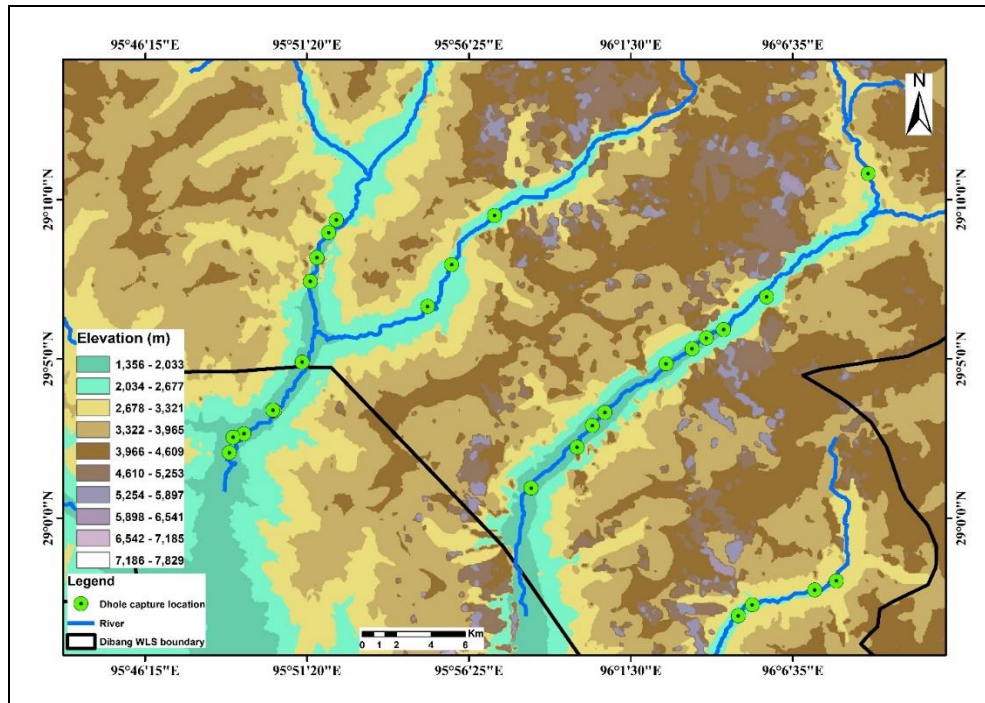 95°46'15"E 95°51'20"E 95°56'25"E 96°1'30"E 96°6'35"E
N
29°10'0"N 29°10'0"N
29°5'0"N 29°5'0"N
29°0'0"N 29°0'0"N
Elevation (m)
1,356 - 2,033
2,034 - 2,677
2,678 - 3,321
3,322 - 3,965
3,966 - 4,609
4,610 - 5,253
5,254 - 5,897
5,898 - 6,541
6,542 - 7,185
7,186 - 7,829
Legend
Dhole capture location
River
Dibang WLS boundary
Km
0 1 2 4 6
95°46'15"E 95°51'20"E 95°56'25"E 96°1'30"E 96°6'35"E